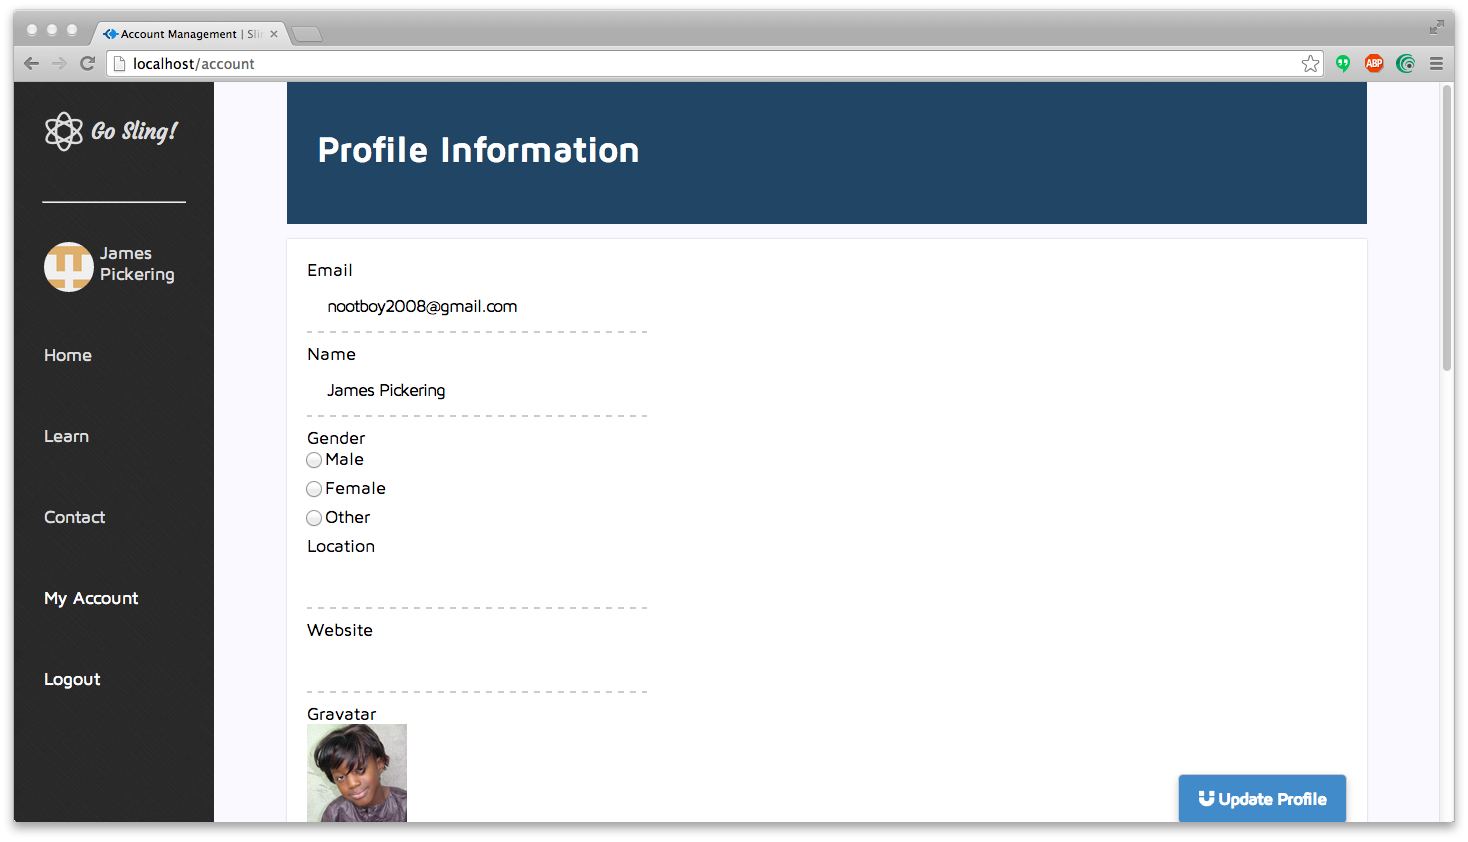 Account Management | Sli
localhost/account
ABP
Go Sling!
James
Pickering
Home
Learn
Contact
My Account
Logout
Profile Information
Email
nootboy2008@gmail.com
Name
James Pickering
Gender
Male
Female
Other
Location
Website
Gravatar
Update Profile